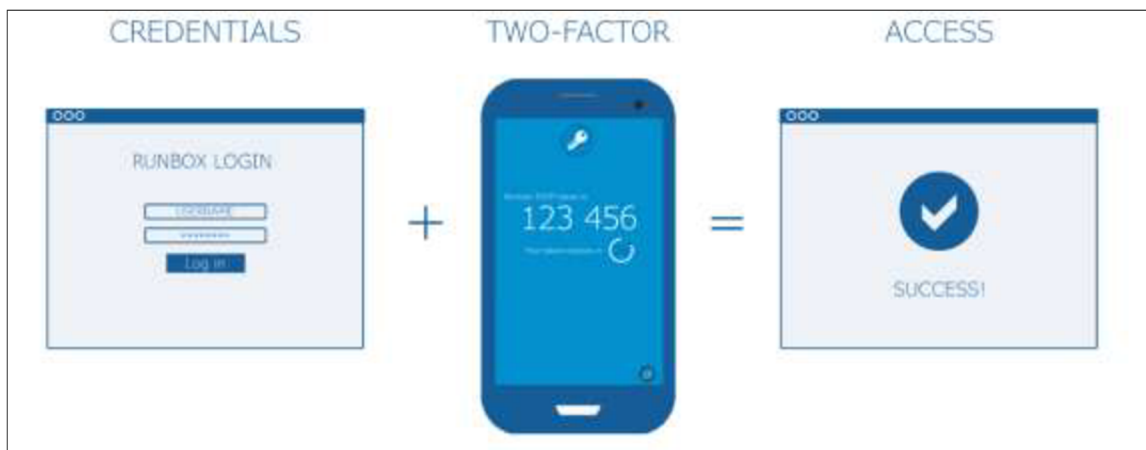 CREDENTIALS
TWO-FACTOR
ACCESS
RUNBOX LOGIN
USERNAME
********
Log in
+
123 456
=
SUCCESS!